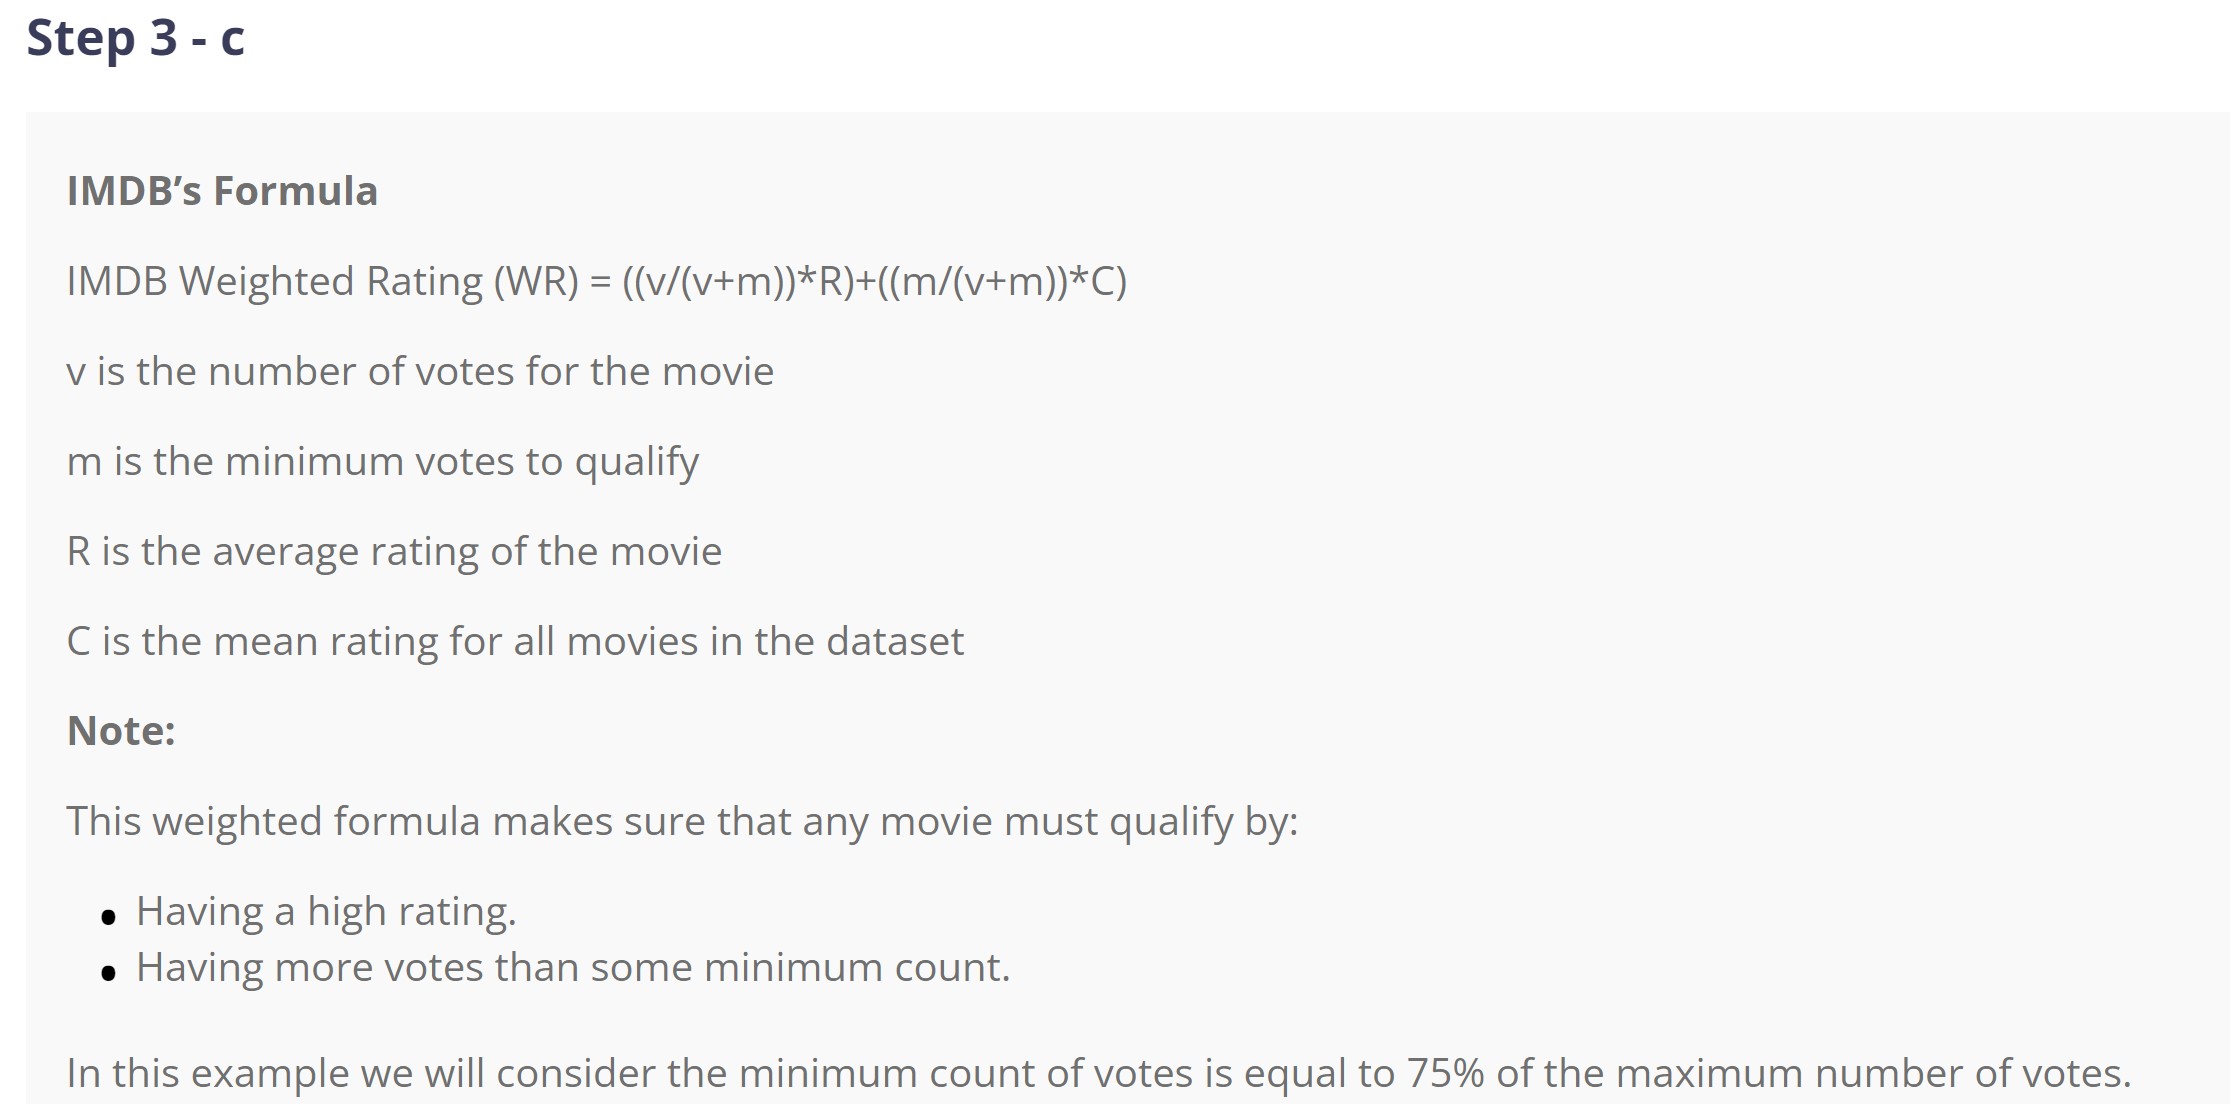 Step 3 - c
IMDB’s Formula
IMDB Weighted Rating (WR) = ((v/(v+m))*R)+((m/(v+m))*C)
v is the number of votes for the movie
m is the minimum votes to qualify
R is the average rating of the movie
C is the mean rating for all movies in the dataset
Note:
This weighted formula makes sure that any movie must qualify by:
• Having a high rating.
• Having more votes than some minimum count.
In this example we will consider the minimum count of votes is equal to 75% of the maximum number of votes.